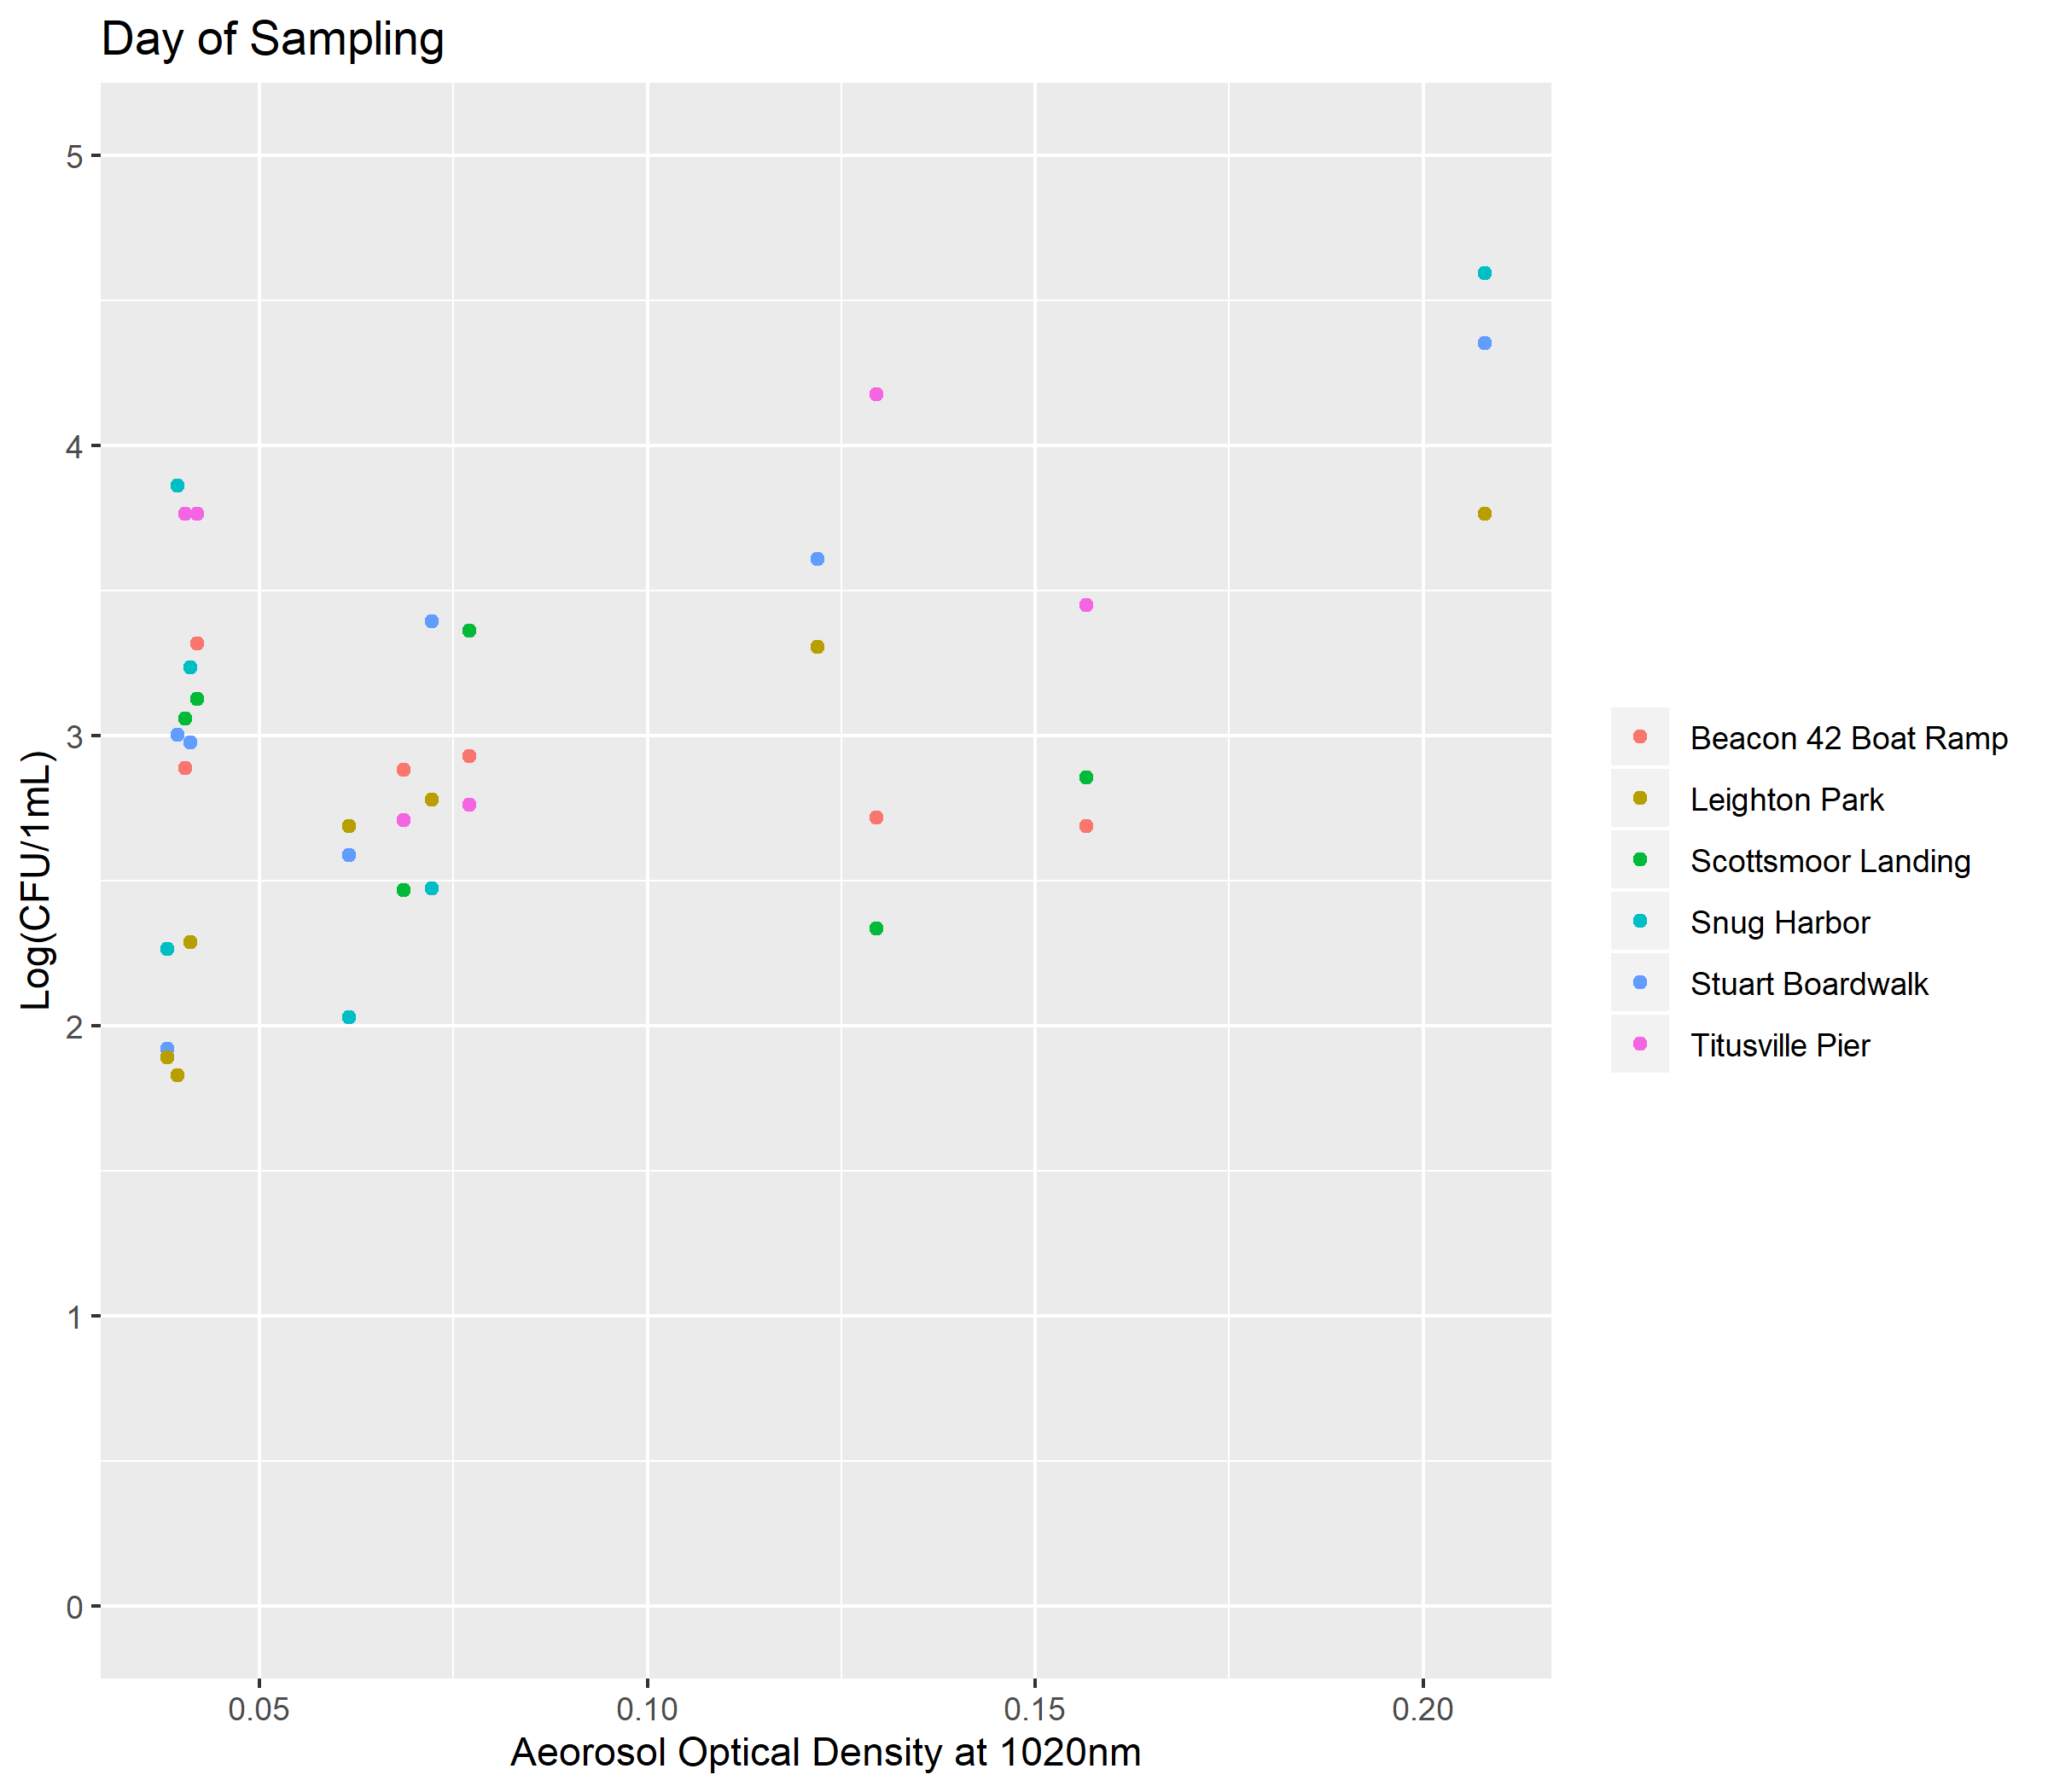 Day of Sampling
5
4
3
2
1
0
Log(CFU/1mL)
0.05 0.10 0.15 0.20
Aeorosol Optical Density at 1020nm
Beacon 42 Boat Ramp
Leighton Park
Scottsmoor Landing
Snug Harbor
Stuart Boardwalk
Titusville Pier